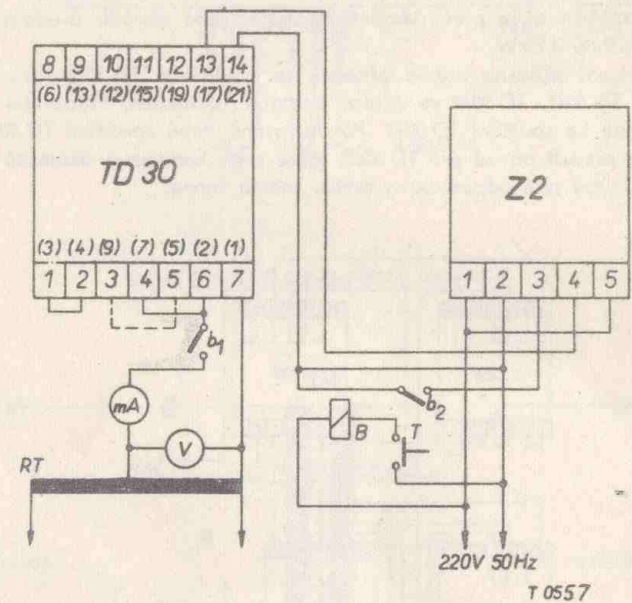 8 9 10 11 12 13 14
(6) (13) (12) (15) (19) (17) (21)
TD 30
Z 2
(3) (4) (9) (7) (5) (2) (1)
1 2 3 4 5 6 7
1 2 3 4 5
b1
mA
V
b2
B
T
RT
220V 50Hz
T 0557